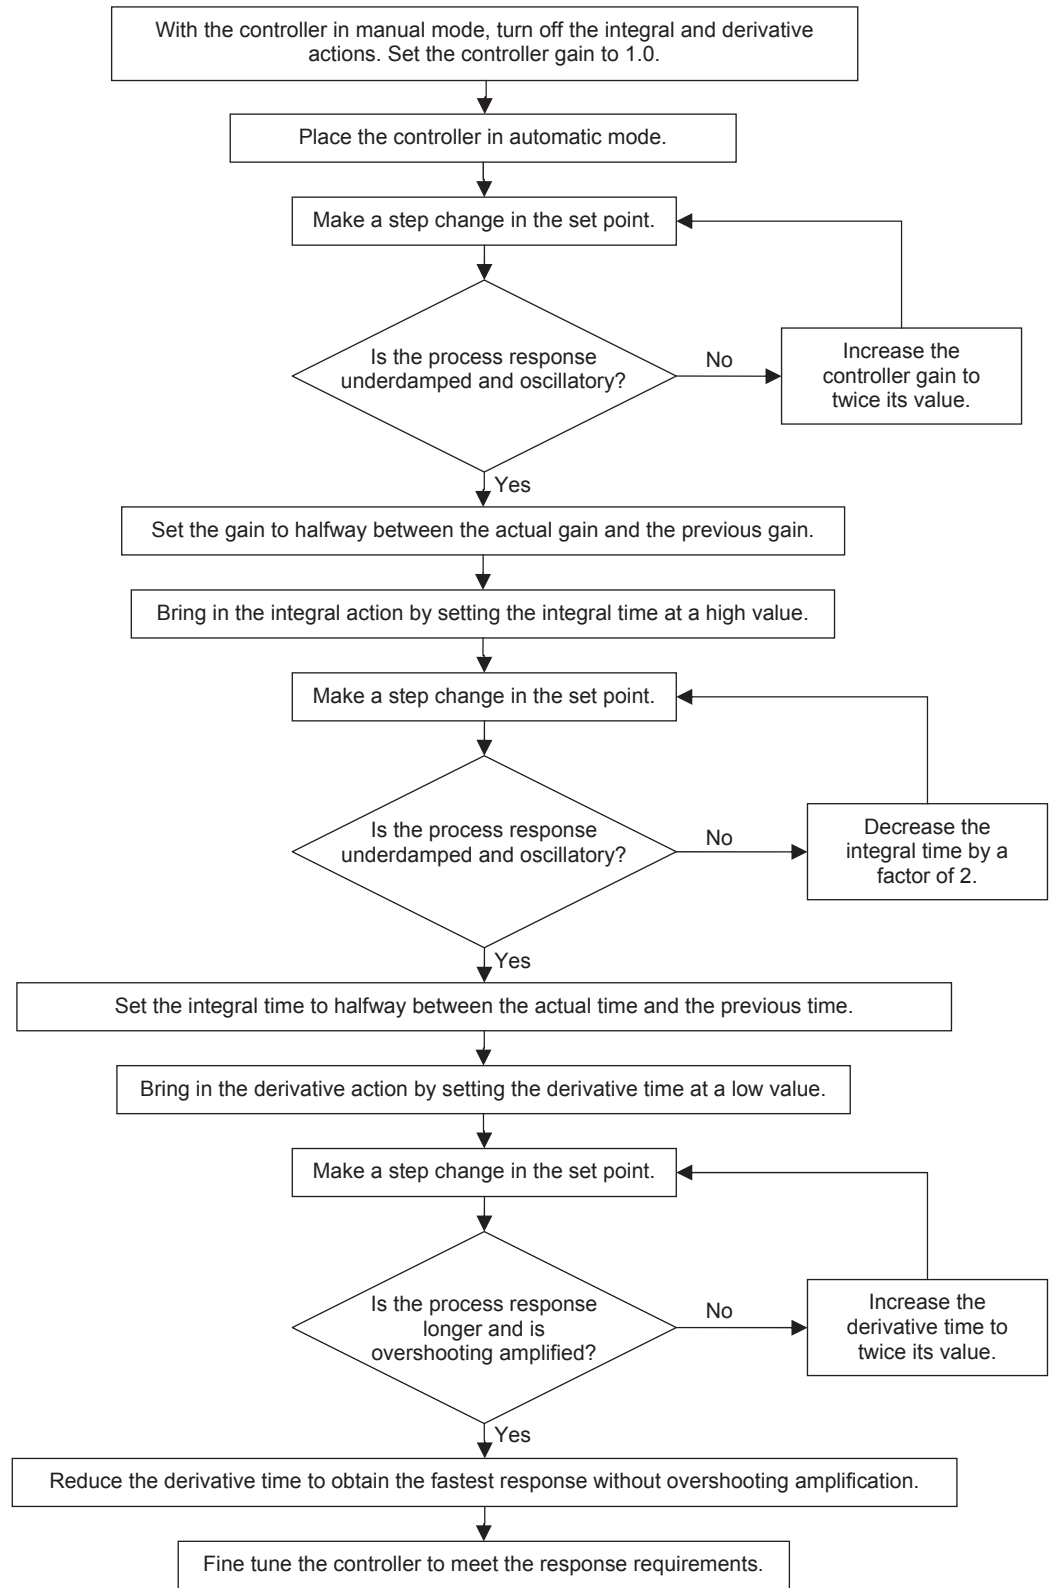 With the controller in manual mode, turn off the integral and derivative
actions. Set the controller gain to 1.0.
Place the controller in automatic mode.
Make a step change in the set point.
Is the process response
underdamped and oscillatory?
No
Increase the
controller gain to
twice its value.
Yes
Set the gain to halfway between the actual gain and the previous gain.
Bring in the integral action by setting the integral time at a high value.
Make a step change in the set point.
Is the process response
underdamped and oscillatory?
No
Decrease the
integral time by a
factor of 2.
Yes
Set the integral time to halfway between the actual time and the previous time.
Bring in the derivative action by setting the derivative time at a low value.
Make a step change in the set point.
Is the process response
longer and is
overshooting amplified?
No
Increase the
derivative time to
twice its value.
Yes
Reduce the derivative time to obtain the fastest response without overshooting amplification.
Fine tune the controller to meet the response requirements.